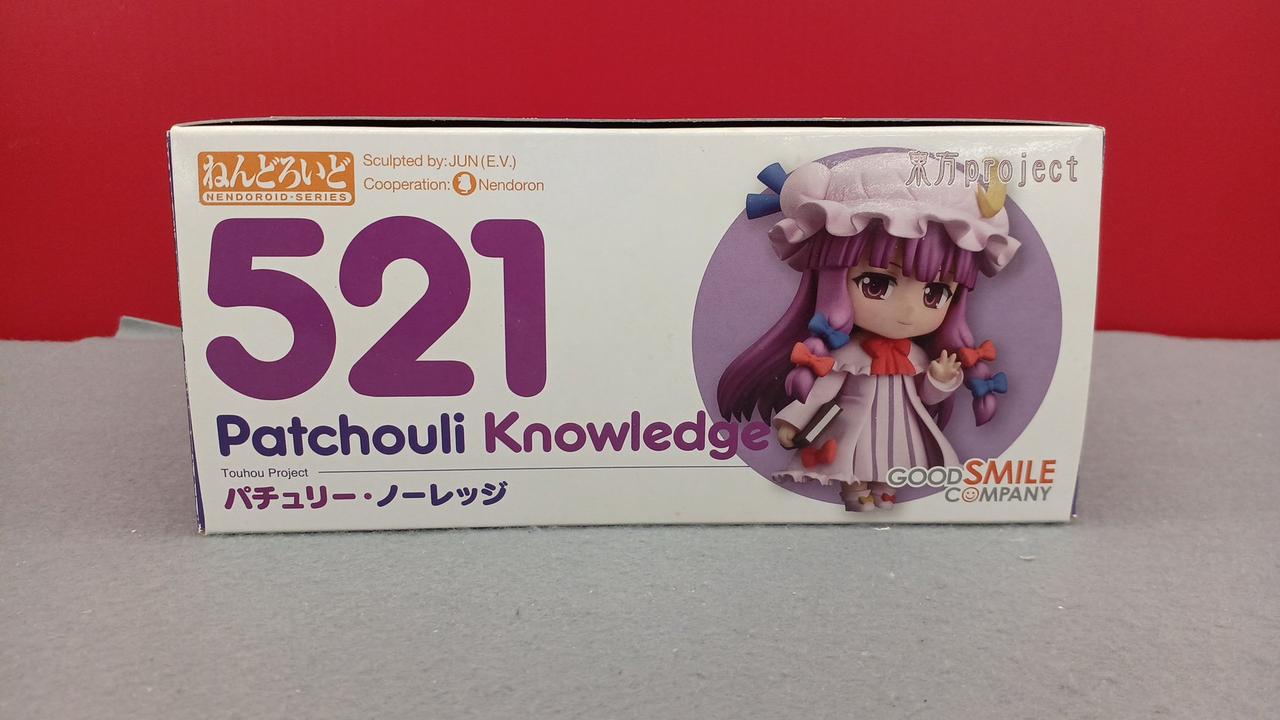 ねんどろいど
NENDOROID・SERIES
Sculpted by: JUN (E.V.)
Cooperation: Nendoron
東方project
521
Patchouli Knowledge
Touhou Project
パチュリー・ノーレッジ
GOOD SMILE
COMPANY